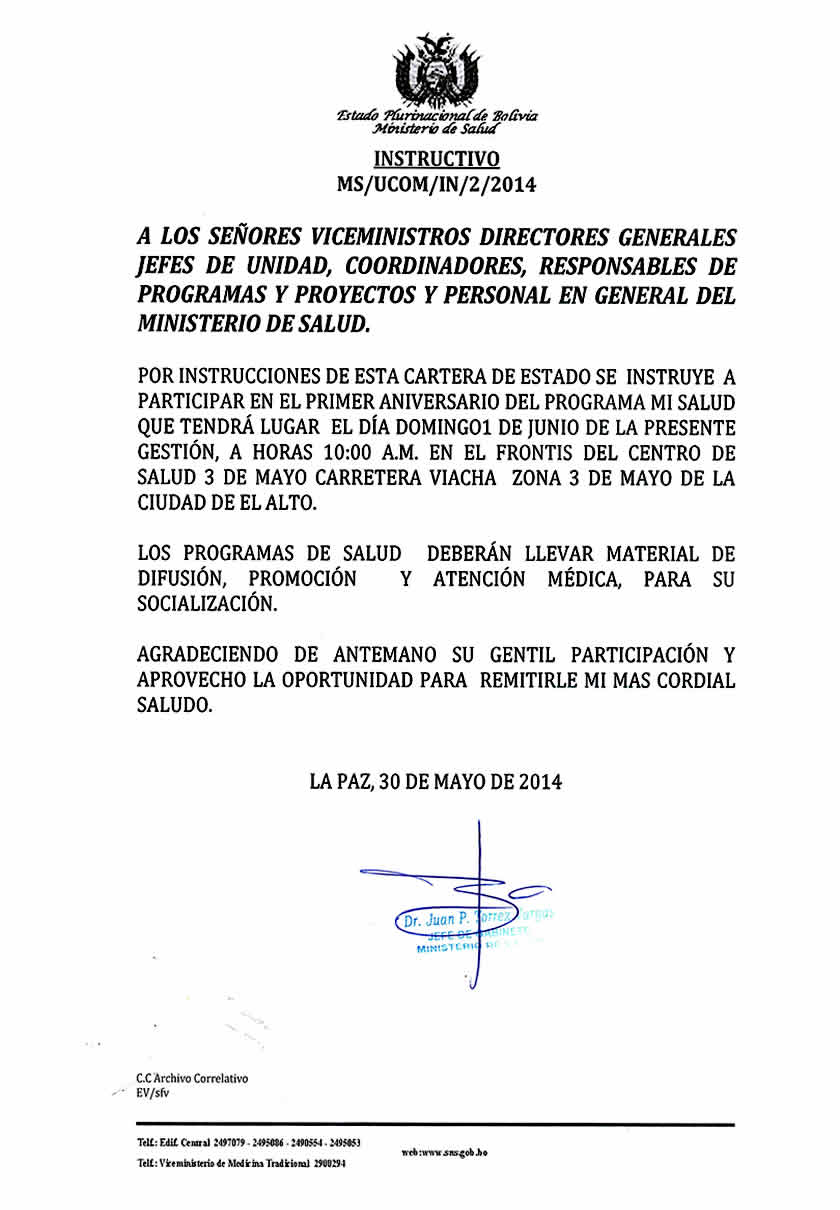 Estado Plurinacional de Bolivia
Ministerio de Salud
INSTRUCTIVO
MS/UCOM/IN/2/2014
A LOS SEÑORES VICEMINISTROS DIRECTORES GENERALES
JEFES DE UNIDAD, COORDINADORES, RESPONSABLES DE
PROGRAMAS Y PROYECTOS Y PERSONAL EN GENERAL DEL
MINISTERIO DE SALUD.
POR INSTRUCCIONES DE ESTA CARTERA DE ESTADO SE INSTRUYE A
PARTICIPAR EN EL PRIMER ANIVERSARIO DEL PROGRAMA MI SALUD
QUE TENDRÁ LUGAR EL DÍA DOMINGO1 DE JUNIO DE LA PRESENTE
GESTIÓN, A HORAS 10:00 A.M. EN EL FRONTIS DEL CENTRO DE
SALUD 3 DE MAYO CARRETERA VIACHA ZONA 3 DE MAYO DE LA
CIUDAD DE EL ALTO.
LOS PROGRAMAS DE SALUD DEBERÁN LLEVAR MATERIAL DE
DIFUSIÓN, PROMOCIÓN Y ATENCIÓN MÉDICA, PARA SU
SOCIALIZACIÓN.
AGRADECIENDO DE ANTEMANO SU GENTIL PARTICIPACIÓN Y
APROVECHO LA OPORTUNIDAD PARA REMITIRLE MI MAS CORDIAL
SALUDO.
LA PAZ, 30 DE MAYO DE 2014
Dr. Juan P. Torrez Vargas
JEFE DE GABINETE
MINISTERIO DE
C.C Archivo Correlativo
EV/sfv
Telf.: Edif. Central 2497079 - 2495086 - 2490554 - 2495053
web:www.sns.gob.bo
Telf.: Viceministerio de Medicina Tradicional 2900294